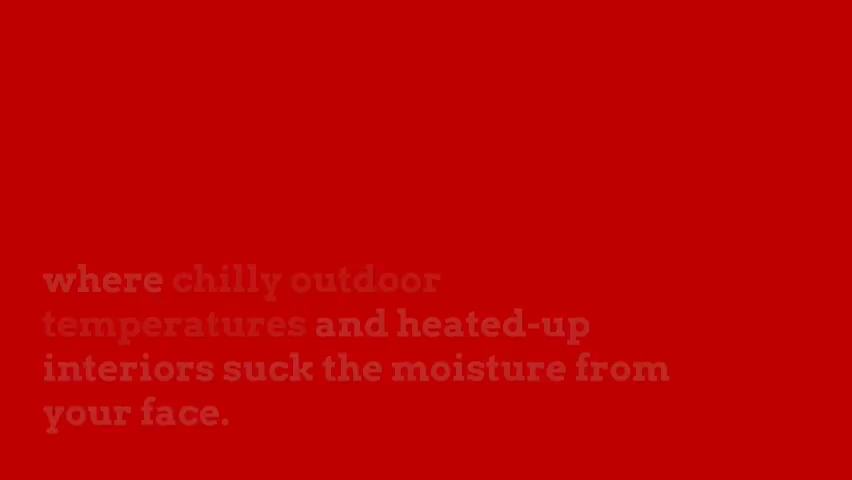 where chilly outdoor
temperatures and heated-up
interiors suck the moisture from
your face.